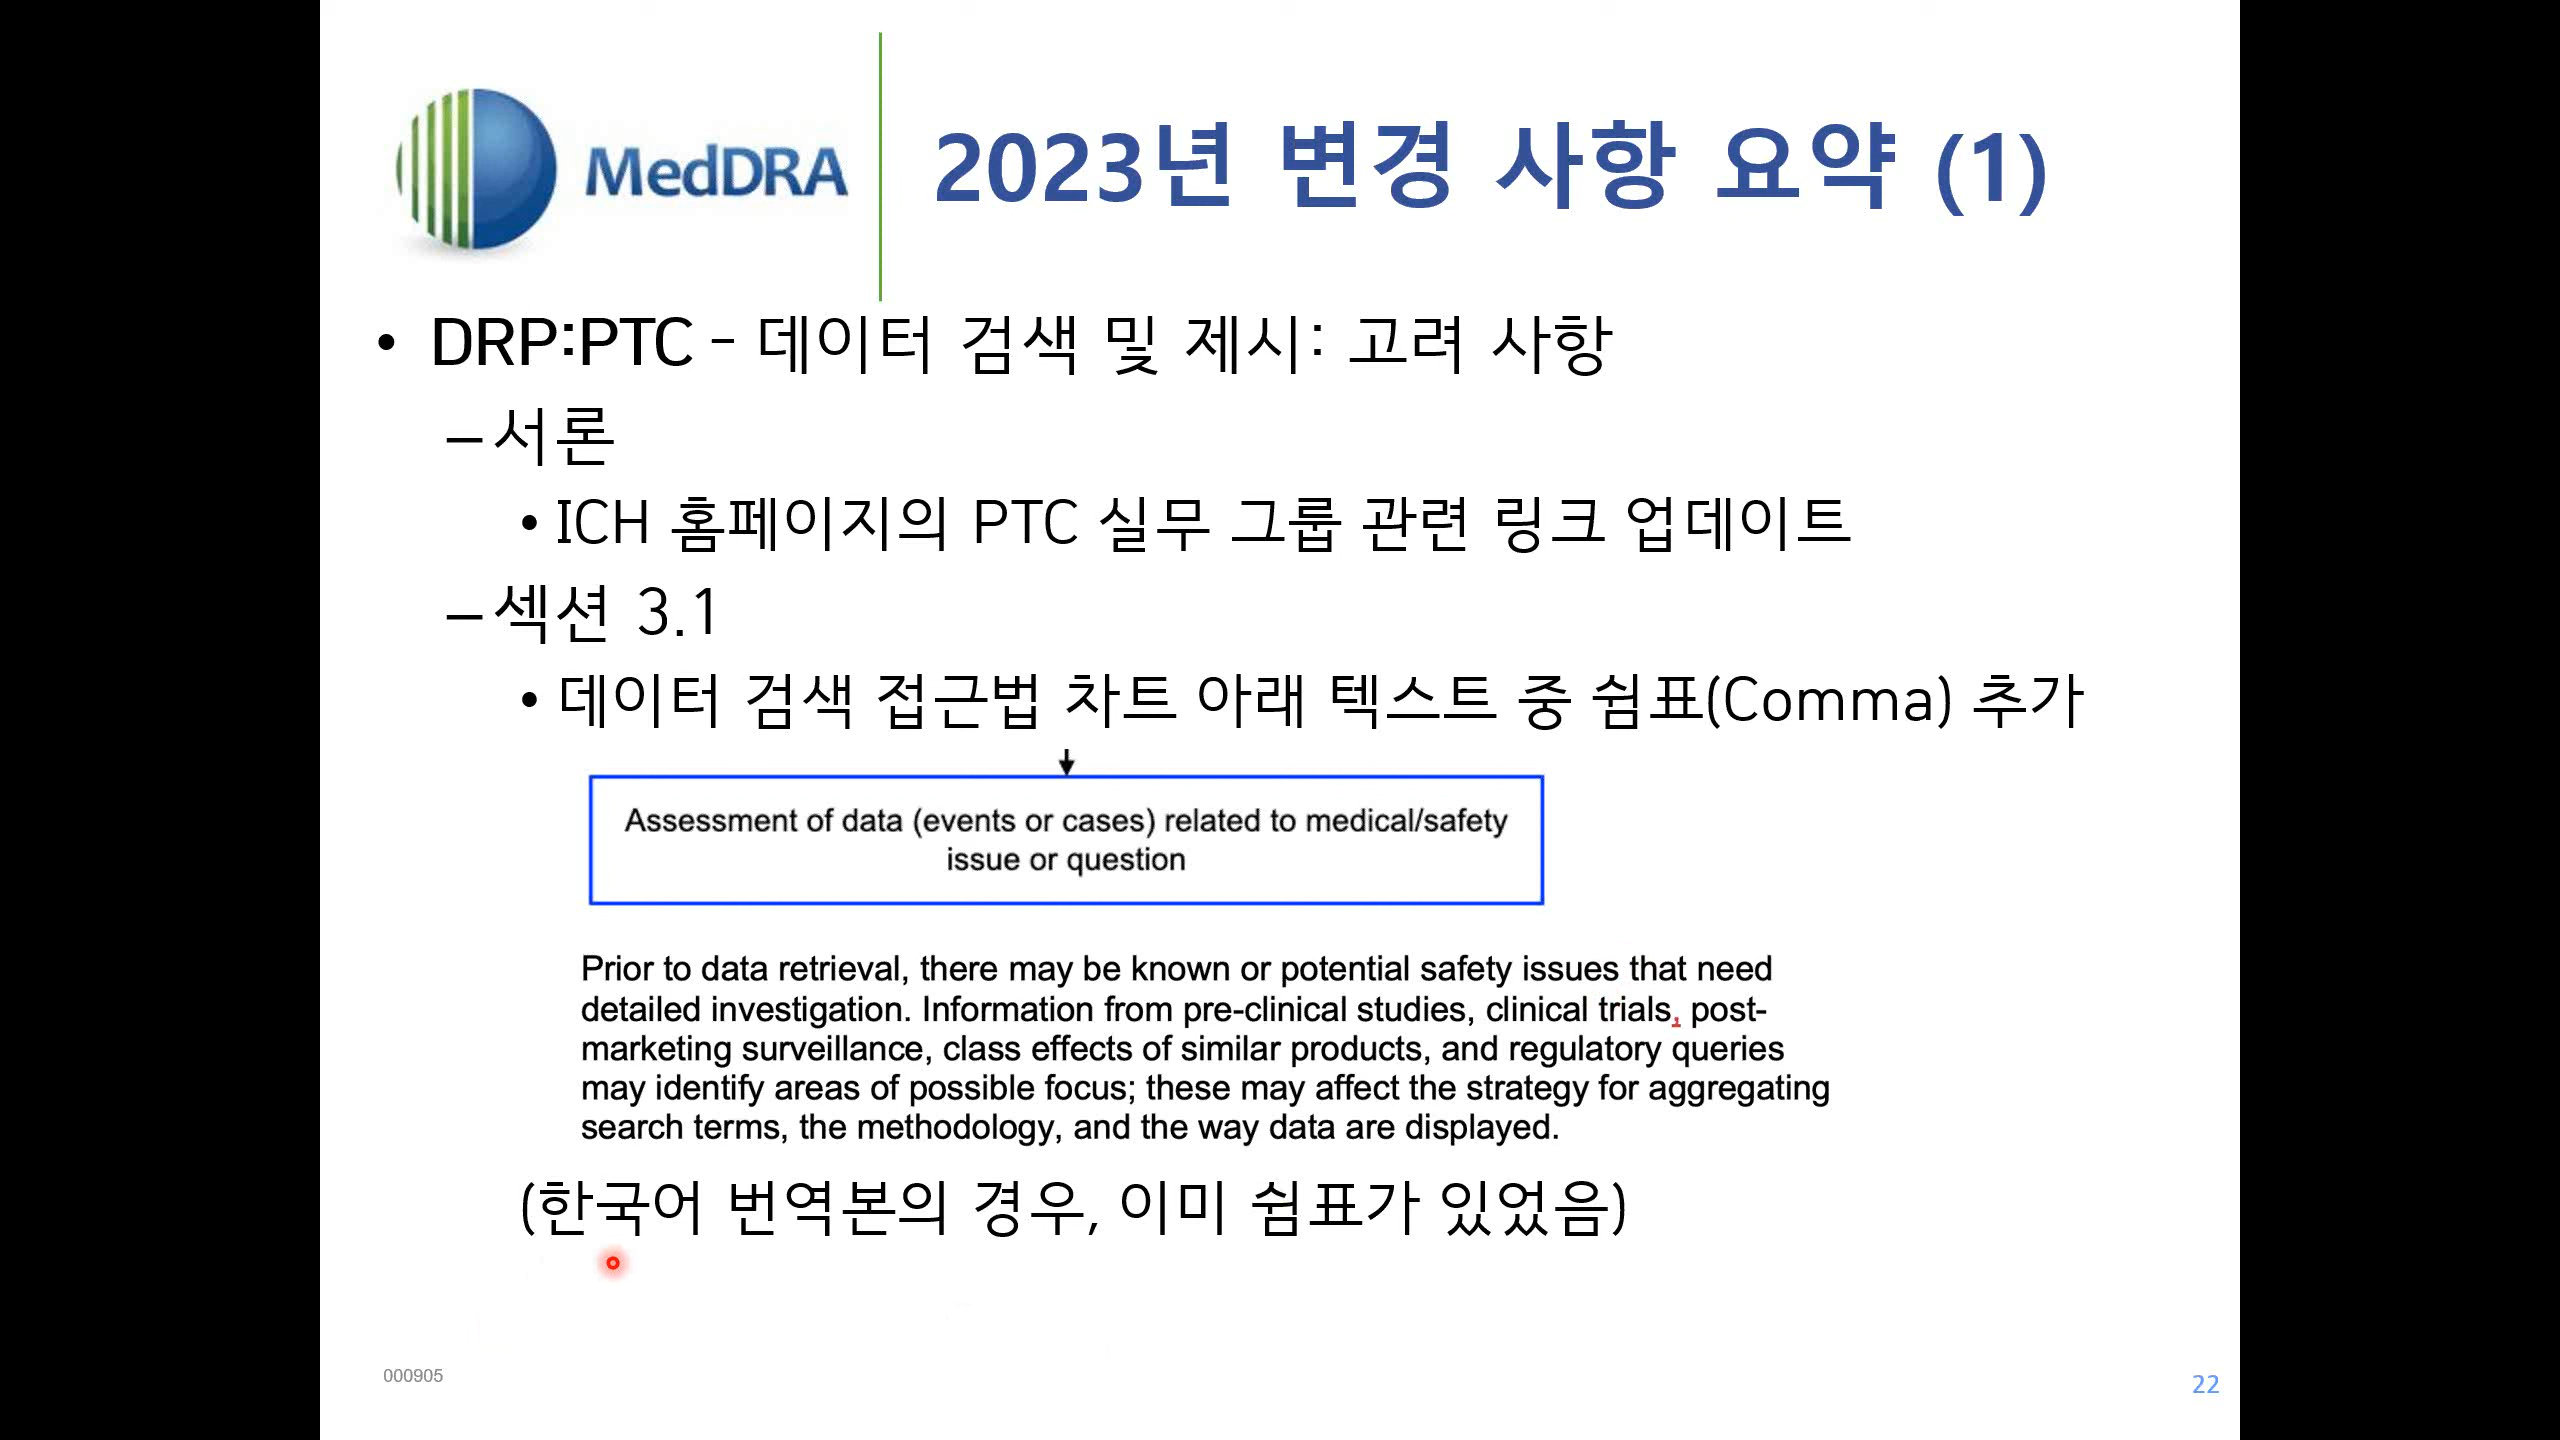 MedDRA
2023년 변경 사항 요약 (1)
• DRP:PTC - 데이터 검색 및 제시: 고려 사항
– 서론
• ICH 홈페이지의 PTC 실무 그룹 관련 링크 업데이트
– 섹션 3.1
• 데이터 검색 접근법 차트 아래 텍스트 중 쉼표(Comma) 추가
Assessment of data (events or cases) related to medical/safety
issue or question
Prior to data retrieval, there may be known or potential safety issues that need
detailed investigation. Information from pre-clinical studies, clinical trials, post-
marketing surveillance, class effects of similar products, and regulatory queries
may identify areas of possible focus; these may affect the strategy for aggregating
search terms, the methodology, and the way data are displayed.
(한국어 번역본의 경우, 이미 쉼표가 있었음)
000905
22